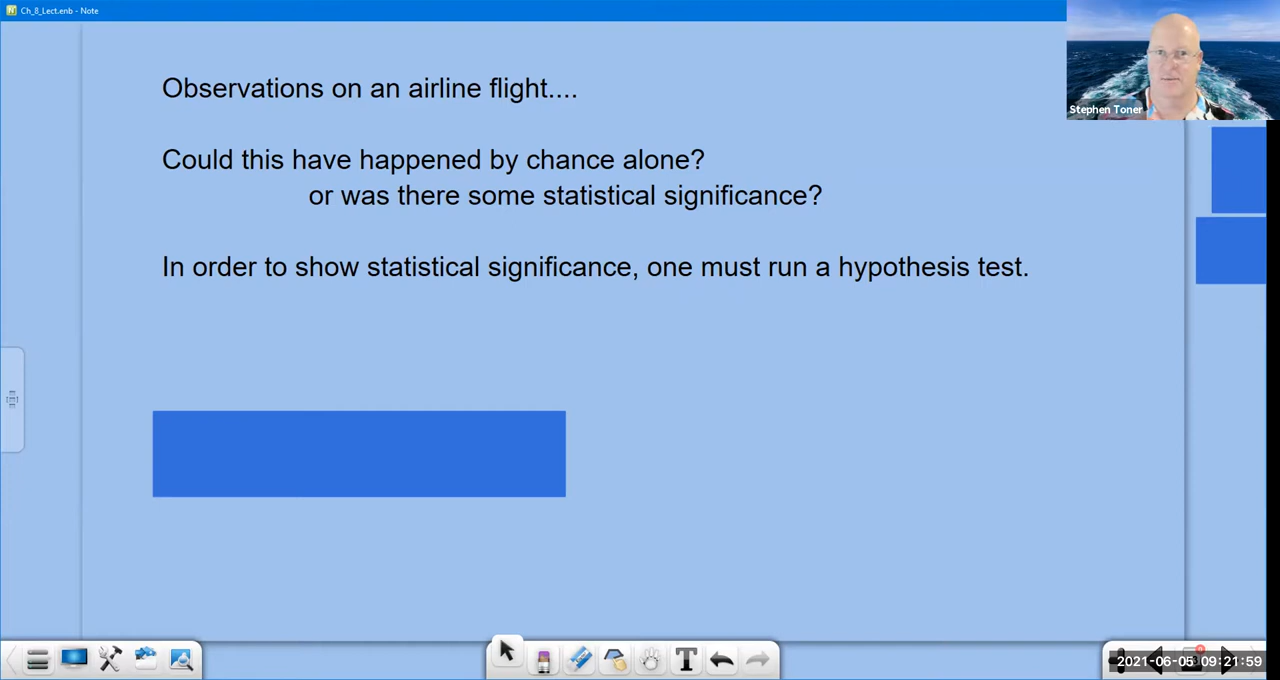 Ch_8_Lect.enb - Note
Stephen Toner
Observations on an airline flight....
Could this have happened by chance alone?
or was there some statistical significance?
In order to show statistical significance, one must run a hypothesis test.
T
2021-06-05 09:21:59